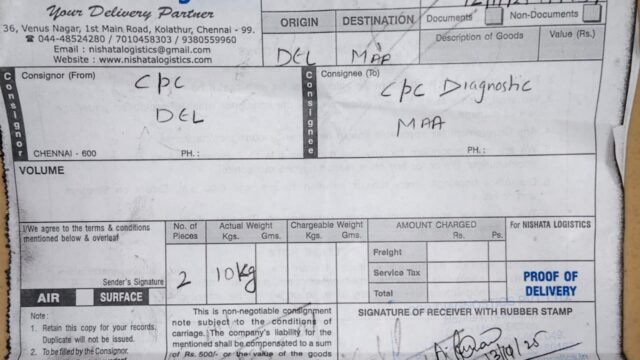 Your Delivery Partner
36, Venus Nagar, 1st Main Road, Kolathur, Chennai - 99.
☎ 044-48524280 / 7010458303 / 9380559960
Email : nishatalogistics@gmail.com
Website : www.nishatalogistics.com
ORIGIN DESTINATION
DEL MAA
Documents Non-Documents
Description of Goods Value (Rs.)
Consignor
Consignor (From)
CPC
DEL
CHENNAI - 600 PH. :
Consignee
Consignee (To)
CPC Diagnostic
MAA
PH. :
VOLUME
I/We agree to the terms & conditions
mentioned below & overleaf
Sender's Signature
AIR SURFACE
No. of Pieces
2
Actual Weight
Kgs. Gms.
10kg
Chargeable Weight
Kgs. Gms.
AMOUNT CHARGED
Rs. Ps.
Freight
Service Tax
Total
For NISHATA LOGISTICS
PROOF OF
DELIVERY
Note :
1. Retain this copy for your records.
Duplicate will not be issued.
2. To be filled by the Consignor.
This is non-negotiable consignment
note subject to the conditions of
carriage. The company's liability for
mentioned shall be compensated to a
sum of Rs. 500/- or the value of the goods
SIGNATURE OF RECEIVER WITH RUBBER STAMP